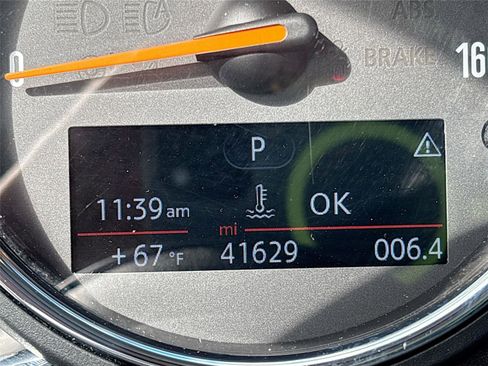 ABS
BRAKE
0
16
P
11:39 am
OK
mi
+ 67 °F
41629
006.4